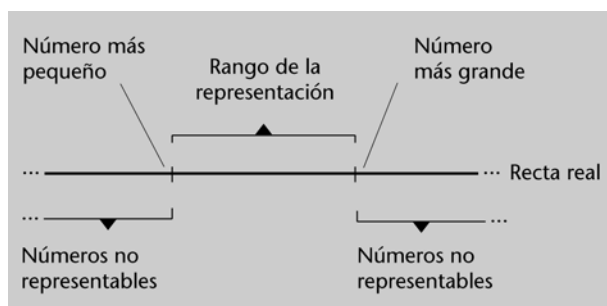 Número más
pequeño
Rango de la
representación
Número
más grande
... ... Recta real
... ...
Números no
representables
Números no
representables